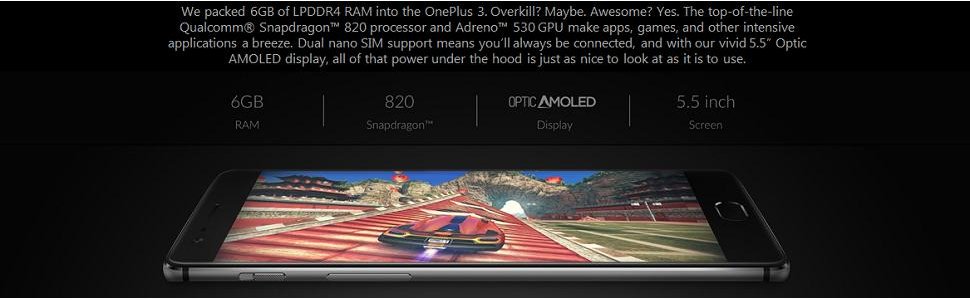 We packed 6GB of LPDDR4 RAM into the OnePlus 3. Overkill? Maybe. Awesome? Yes. The top-of-the-line
Qualcomm® Snapdragon™ 820 processor and Adreno™ 530 GPU make apps, games, and other intensive
applications a breeze. Dual nano SIM support means you'll always be connected, and with our vivid 5.5" Optic
AMOLED display, all of that power under the hood is just as nice to look at as it is to use.
6GB
RAM
820
Snapdragon™
OPTIC AMOLED
Display
5.5 inch
Screen